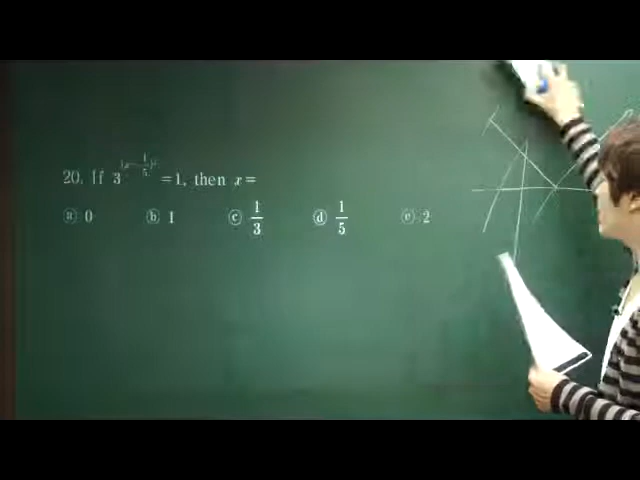 20. If 3^(x-1/5)² =1, then x=
ⓐ 0 ⓑ 1 ⓒ 1/3 ⓓ 1/5 ⓔ 2